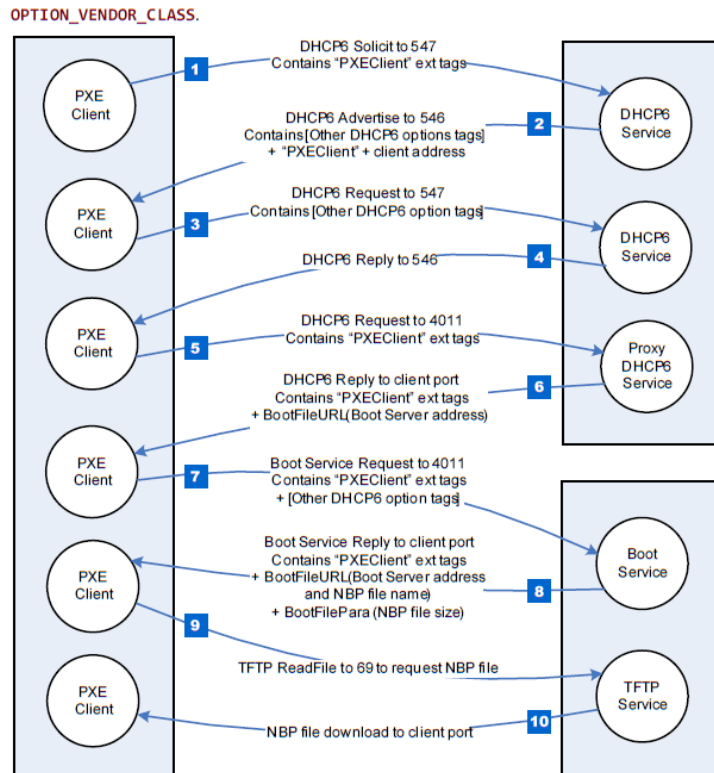 OPTION_VENDOR_CLASS.
PXE
Client
1
DHCP6 Solicit to 547
Contains "PXEClient" ext tags
DHCP6
Service
2
DHCP6 Advertise to 546
Contains[Other DHCP6 options tags]
+ "PXEClient" + client address
PXE
Client
3
DHCP6 Request to 547
Contains [Other DHCP6 option tags]
DHCP6
Service
4
DHCP6 Reply to 546
PXE
Client
5
DHCP6 Request to 4011
Contains "PXEClient" ext tags
Proxy
DHCP6
Service
6
DHCP6 Reply to client port
Contains "PXEClient" ext tags
+ BootFileURL(Boot Server address)
PXE
Client
7
Boot Service Request to 4011
Contains "PXEClient" ext tags
+ [Other DHCP6 option tags]
Boot
Service
8
Boot Service Reply to client port
Contains "PXEClient" ext tags
+ BootFileURL(Boot Server address
and NBP file name)
+ BootFilePara (NBP file size)
PXE
Client
9
TFTP ReadFile to 69 to request NBP file
TFTP
Service
10
NBP file download to client port
PXE
Client